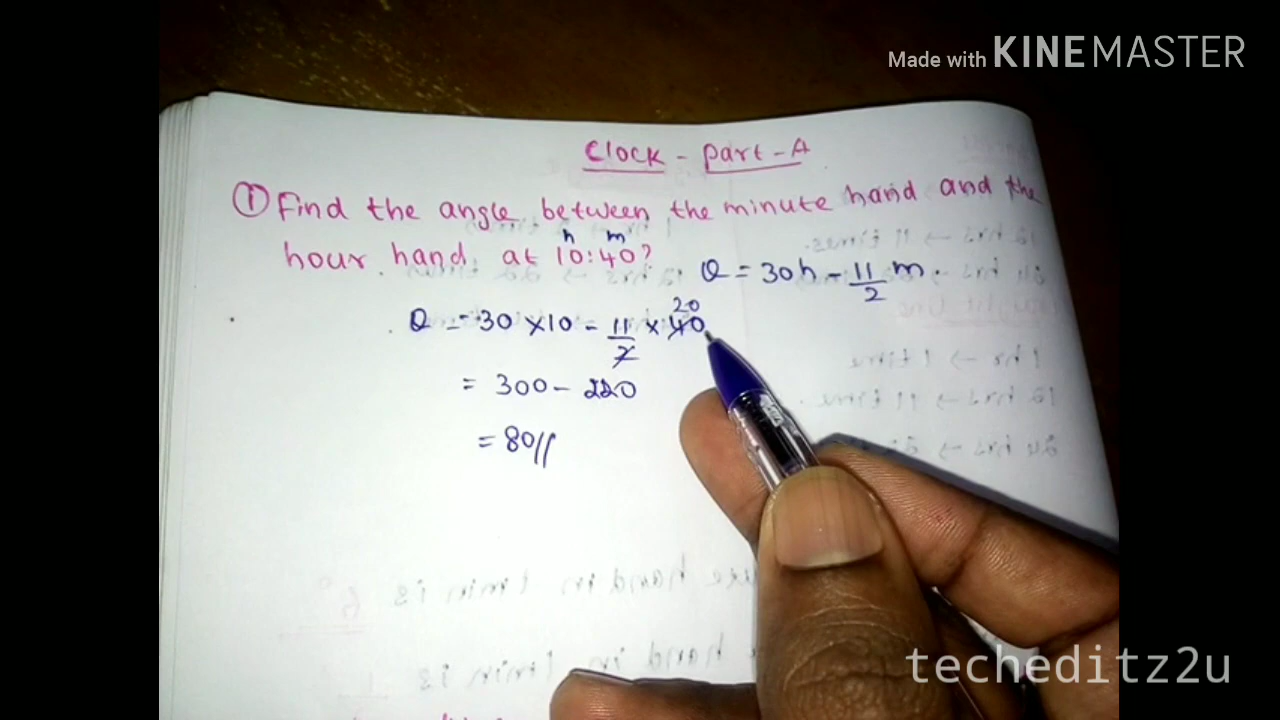 Made with KINEMASTER
Clock - Part-A
① Find the angle between the minute hand and the
hour hand at 10:40?
h m
θ = 30h - 11/2 m
θ = 30 × 10 - 11/2 × 40
20
= 300 - 220
= 80//
techeditz2u